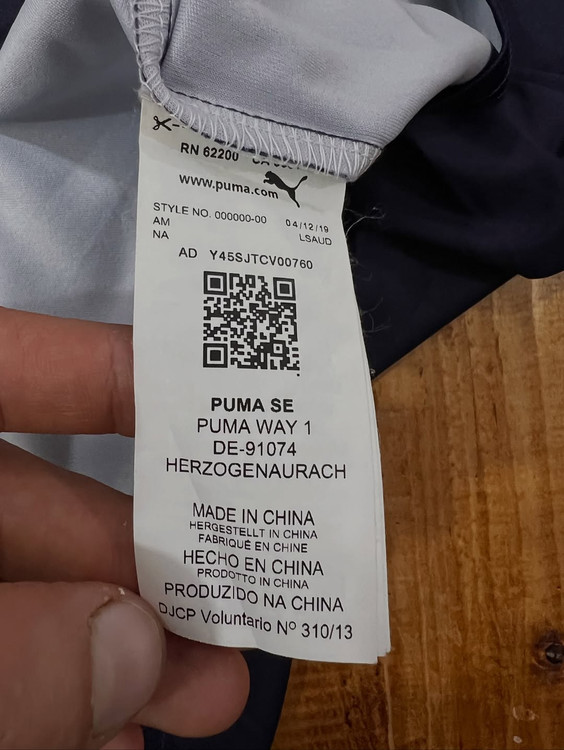 RN 62200
www.puma.com
STYLE NO. 000000-00 04/12/19
AM LSAUD
NA
AD Y45SJTCV00760
PUMA SE
PUMA WAY 1
DE-91074
HERZOGENAURACH
MADE IN CHINA
HERGESTELLT IN CHINA
FABRIQUÉ EN CHINE
HECHO EN CHINA
PRODOTTO IN CHINA
PRODUZIDO NA CHINA
DJCP Voluntario Nº 310/13